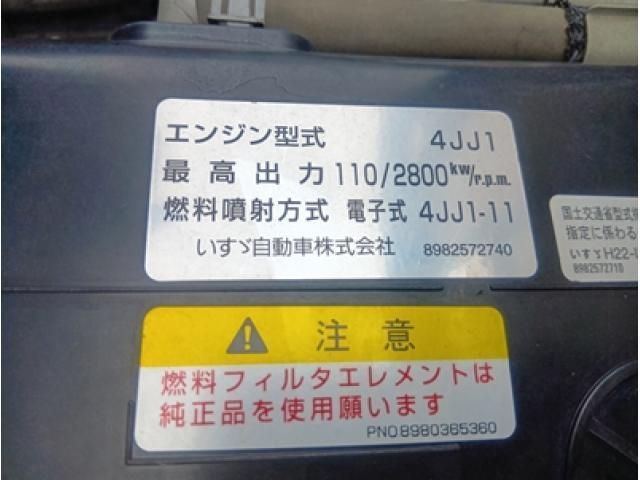 エンジン型式 4JJ1
最高出力 110/2800kw/r.p.m.
燃料噴射方式 電子式 4JJ1-11
いすゞ自動車株式会社 8982572740
国土交通省型式
指定に係わる
いすゞH22-
8982572710
注意
燃料フィルタエレメントは
純正品を使用願います
PNO8980365360